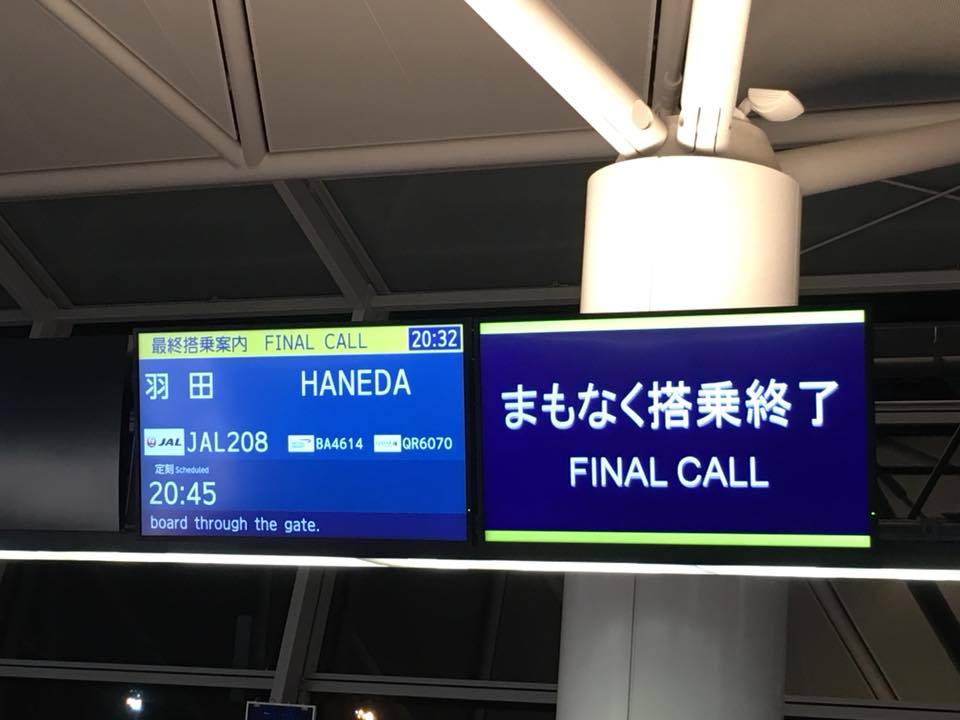 最終搭乗案内 FINAL CALL 20:32
羽田 HANEDA
JAL JAL208 BA4614 QR6070
定刻 Scheduled
20:45
board through the gate.
まもなく搭乗終了
FINAL CALL